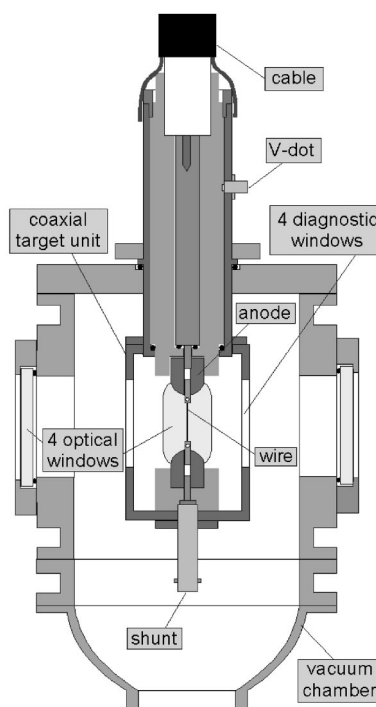 cable
V-dot
coaxial
target unit
4 diagnostic
windows
anode
4 optical
windows
wire
shunt
vacuum
chamber